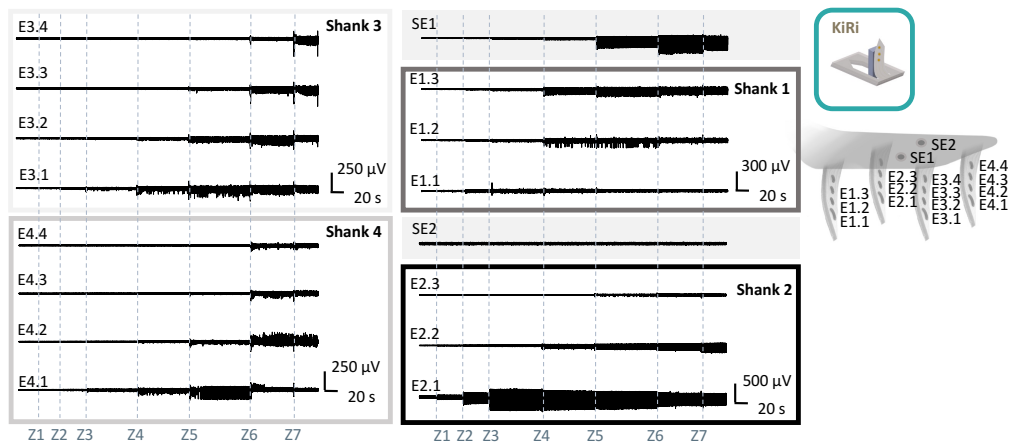 E3.4
Shank 3
E3.3
E3.2
E3.1
250 µV
20 s
E4.4
Shank 4
E4.3
E4.2
E4.1
250 µV
20 s
Z1 Z2 Z3 Z4 Z5 Z6 Z7
SE1
E1.3
Shank 1
E1.2
E1.1
300 µV
20 s
SE2
E2.3
Shank 2
E2.2
E2.1
500 µV
20 s
Z1 Z2 Z3 Z4 Z5 Z6 Z7
KiRi
SE2
SE1
E1.3
E1.2
E1.1
E2.3
E2.2
E2.1
E3.4
E3.3
E3.2
E3.1
E4.4
E4.3
E4.2
E4.1